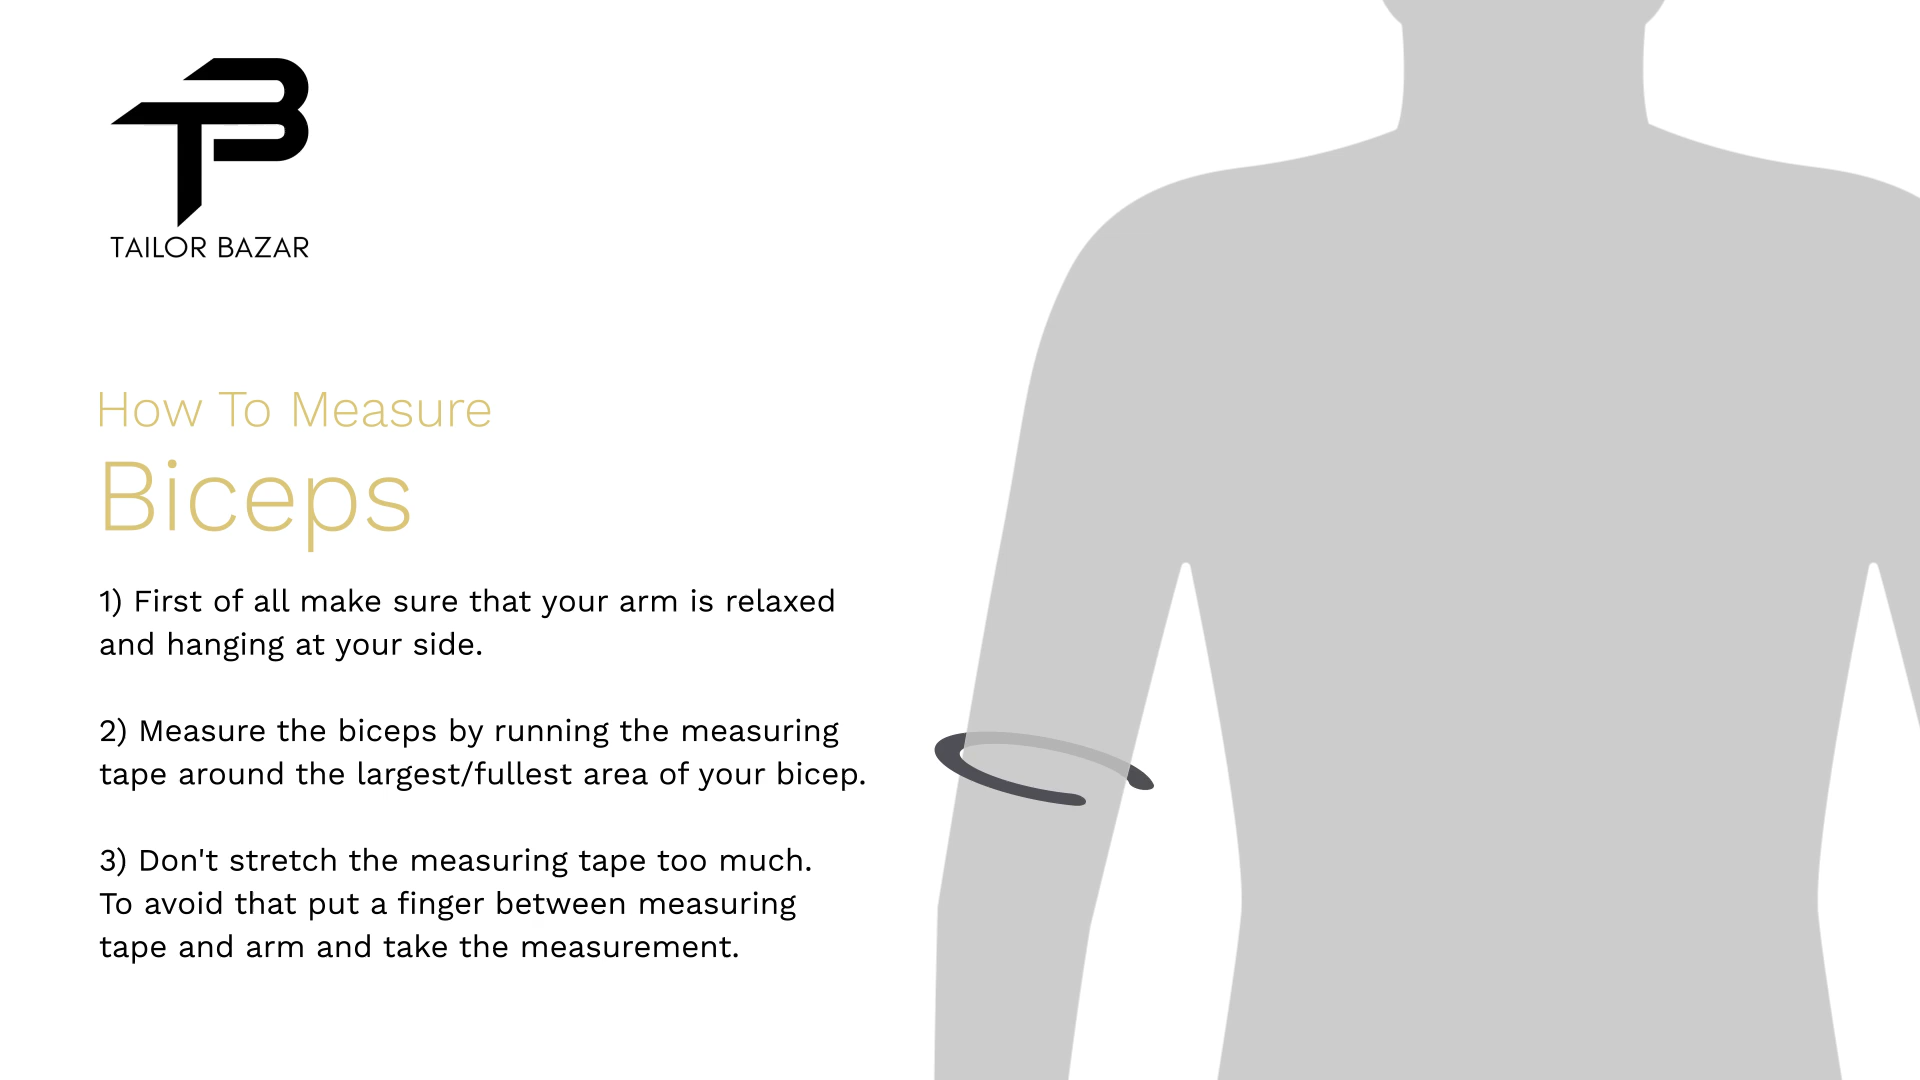 TB
TAILOR BAZAR
How To Measure
Biceps
1) First of all make sure that your arm is relaxed
and hanging at your side.
2) Measure the biceps by running the measuring
tape around the largest/fullest area of your bicep.
3) Don't stretch the measuring tape too much.
To avoid that put a finger between measuring
tape and arm and take the measurement.